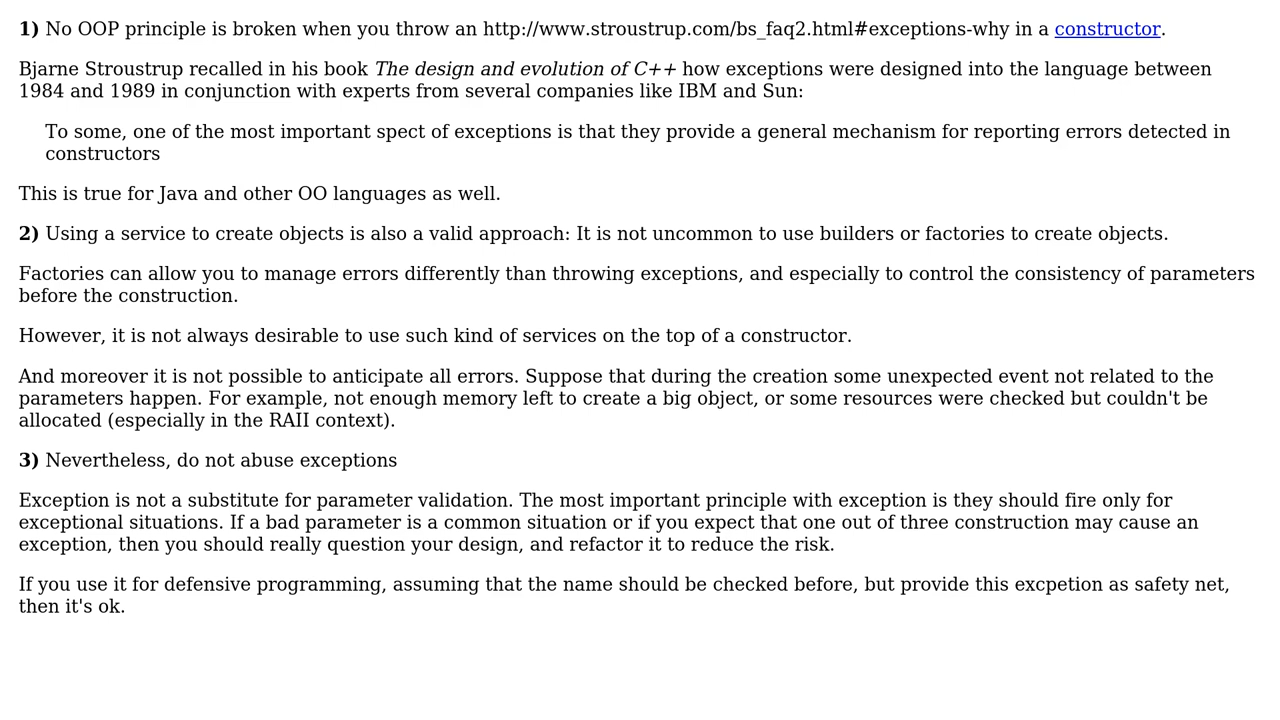 1) No OOP principle is broken when you throw an http://www.stroustrup.com/bs_faq2.html#exceptions-why in a constructor.
Bjarne Stroustrup recalled in his book The design and evolution of C++ how exceptions were designed into the language between
1984 and 1989 in conjunction with experts from several companies like IBM and Sun:
To some, one of the most important spect of exceptions is that they provide a general mechanism for reporting errors detected in
constructors
This is true for Java and other OO languages as well.
2) Using a service to create objects is also a valid approach: It is not uncommon to use builders or factories to create objects.
Factories can allow you to manage errors differently than throwing exceptions, and especially to control the consistency of parameters
before the construction.
However, it is not always desirable to use such kind of services on the top of a constructor.
And moreover it is not possible to anticipate all errors. Suppose that during the creation some unexpected event not related to the
parameters happen. For example, not enough memory left to create a big object, or some resources were checked but couldn't be
allocated (especially in the RAII context).
3) Nevertheless, do not abuse exceptions
Exception is not a substitute for parameter validation. The most important principle with exception is they should fire only for
exceptional situations. If a bad parameter is a common situation or if you expect that one out of three construction may cause an
exception, then you should really question your design, and refactor it to reduce the risk.
If you use it for defensive programming, assuming that the name should be checked before, but provide this excpetion as safety net,
then it's ok.